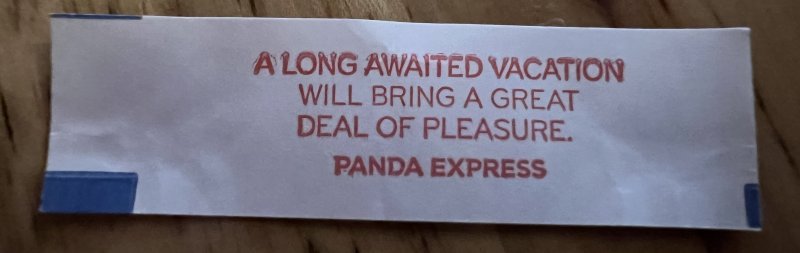 A LONG AWAITED VACATION
WILL BRING A GREAT
DEAL OF PLEASURE.
PANDA EXPRESS